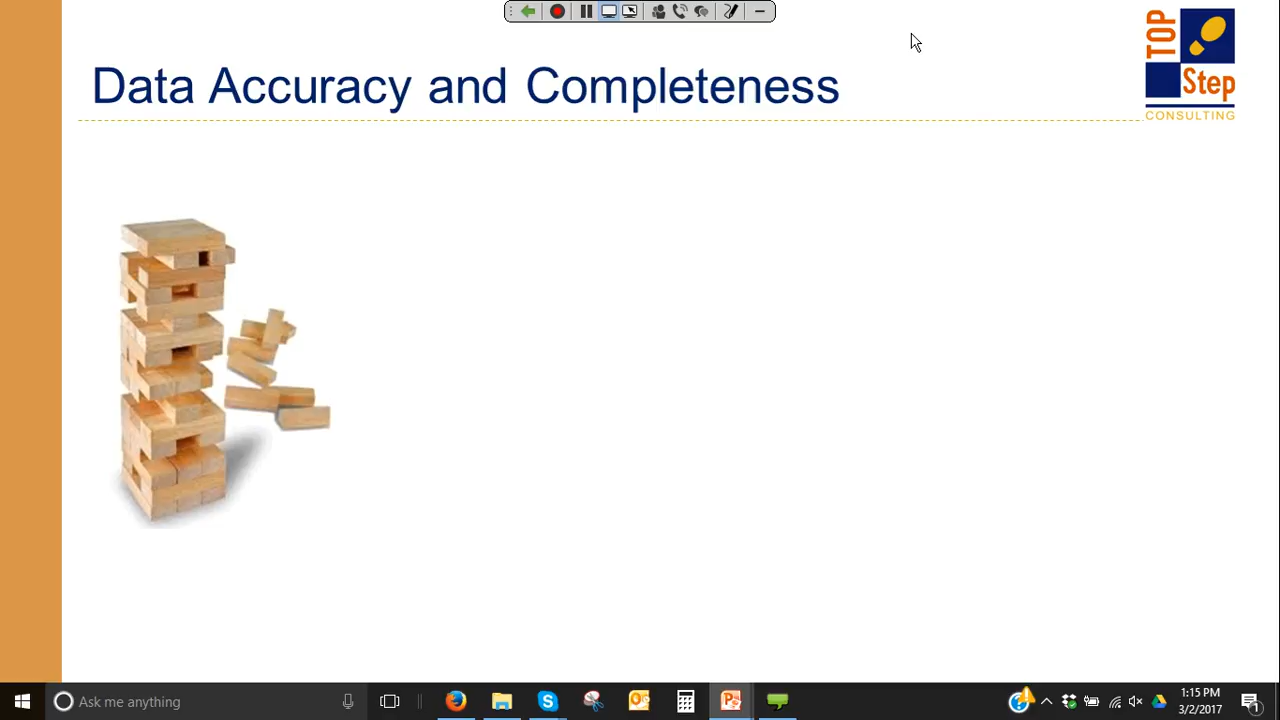 TOP
Step
CONSULTING
Data Accuracy and Completeness
Ask me anything
1:15 PM
3/2/2017